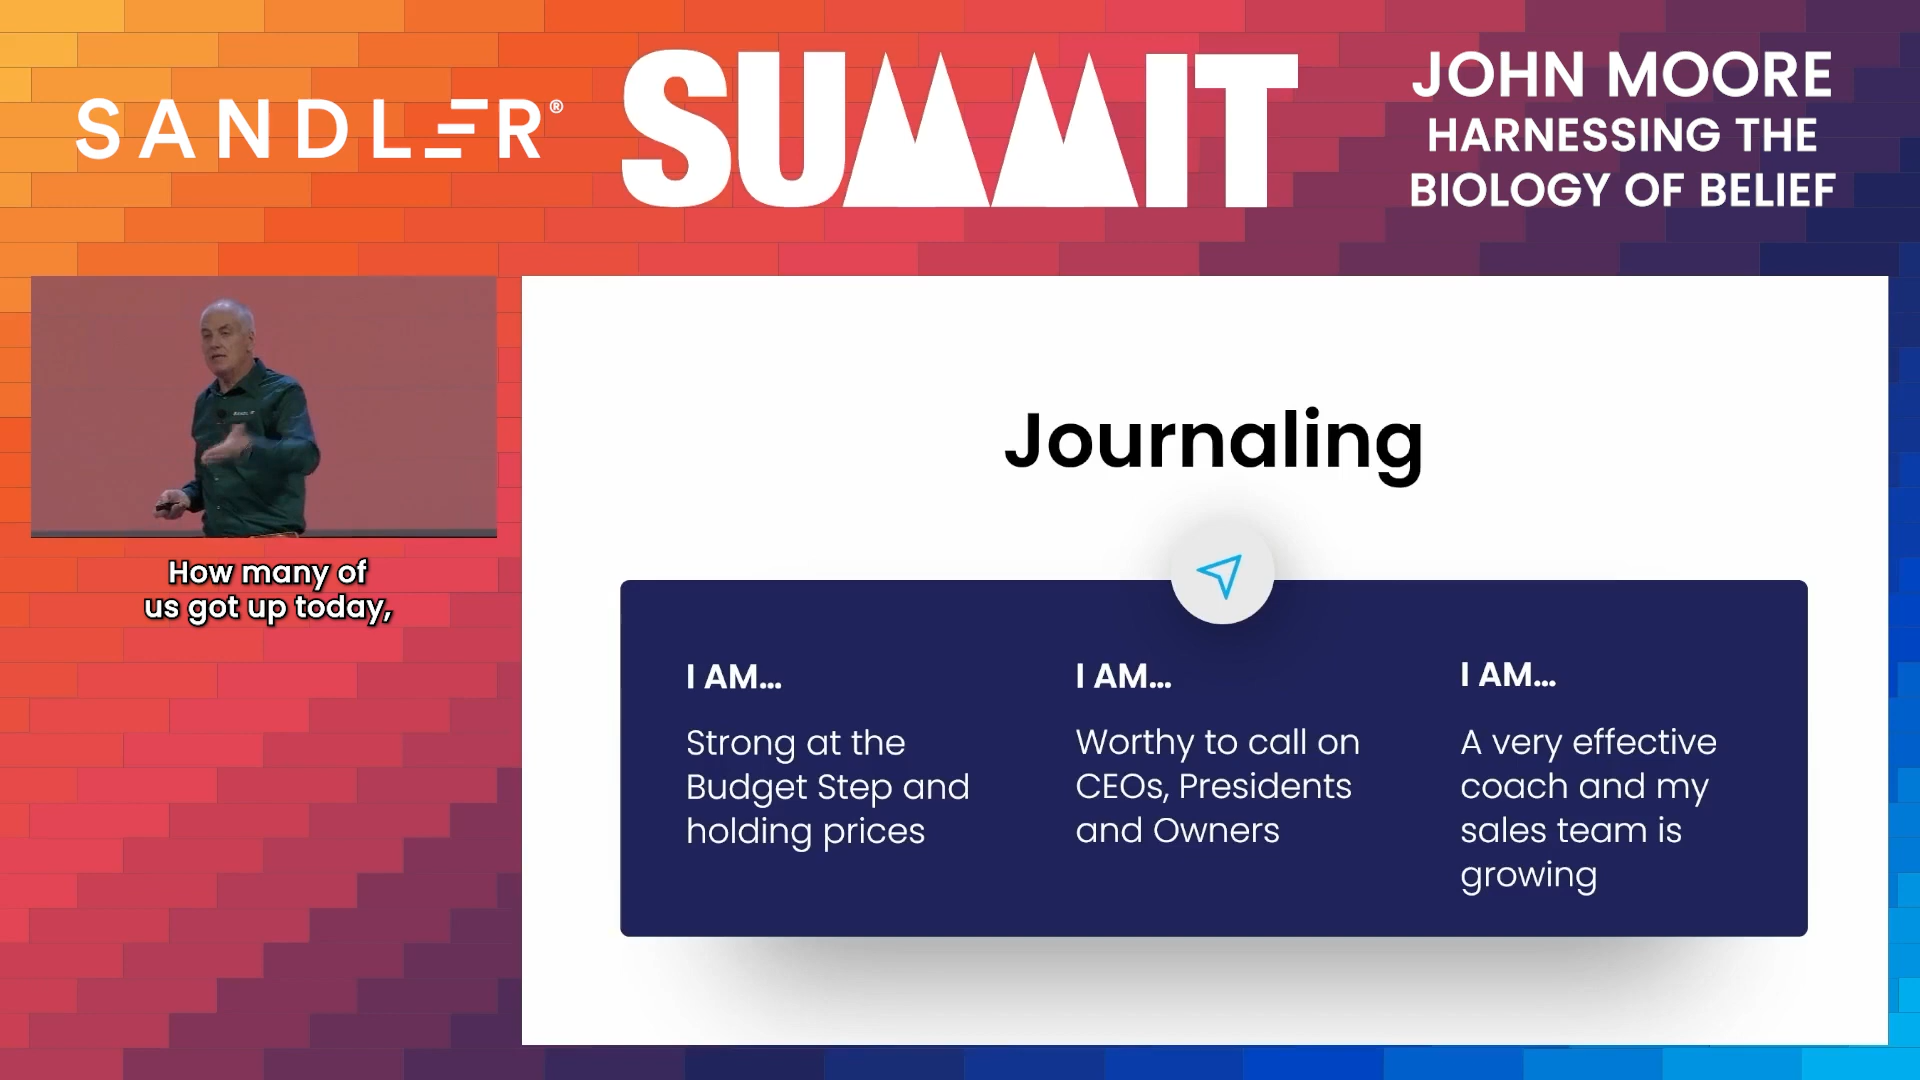 SANDLER®
SUMMIT
JOHN MOORE
HARNESSING THE
BIOLOGY OF BELIEF
How many of
us got up today,
Journaling
I AM...
Strong at the
Budget Step and
holding prices
I AM...
Worthy to call on
CEOs, Presidents
and Owners
I AM...
A very effective
coach and my
sales team is
growing